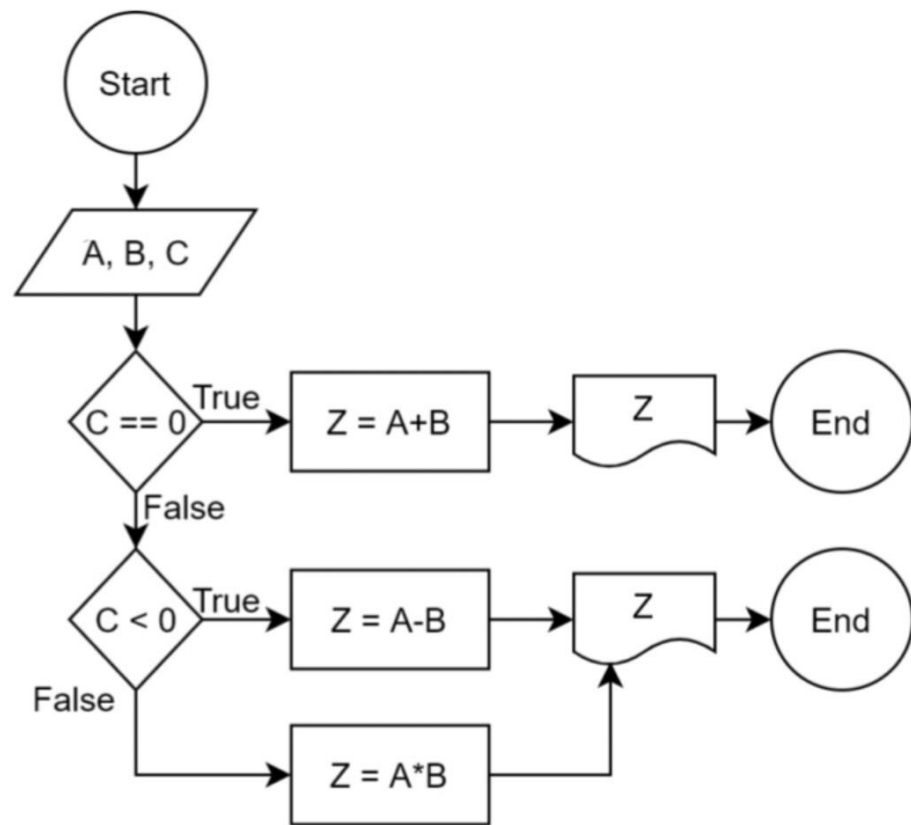 Start
A, B, C
C == 0
True
Z = A+B
Z
End
False
C < 0
True
Z = A-B
Z
End
False
Z = A*B